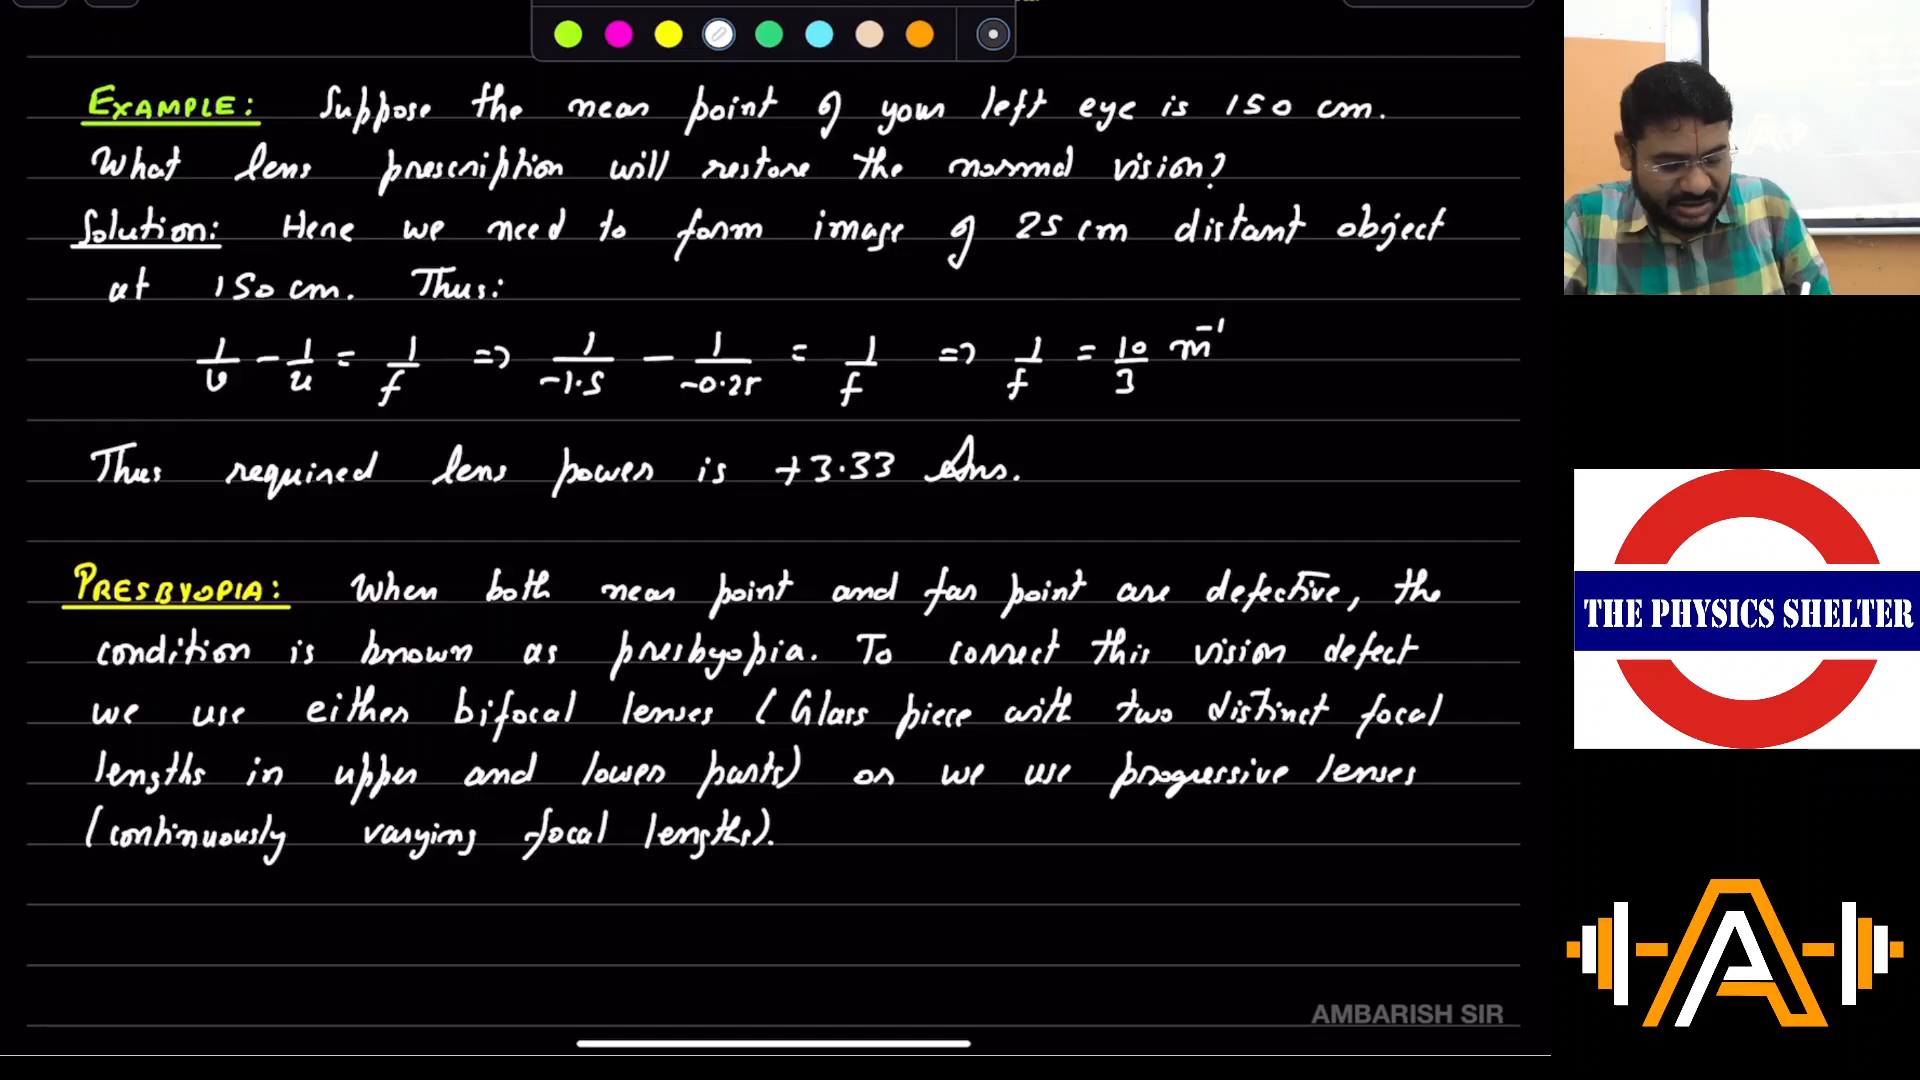 EXAMPLE: Suppose the near point of your left eye is 150 cm.
What lens prescription will restore the normal vision?
Solution: Here we need to form image of 25 cm distant object
at 150 cm. Thus:
1/v - 1/u = 1/f => 1/-1.5 - 1/-0.25 = 1/f => 1/f = 10/3 m⁻¹
Thus required lens power is +3.33 Ans.
PRESBYOPIA: When both near point and far point are defective, the
condition is known as presbyopia. To correct this vision defect
we use either bifocal lenses (Glass piece with two distinct focal
lengths in upper and lower parts) or we use progressive lenses
(continuously varying focal lengths).
AMBARISH SIR
THE PHYSICS SHELTER